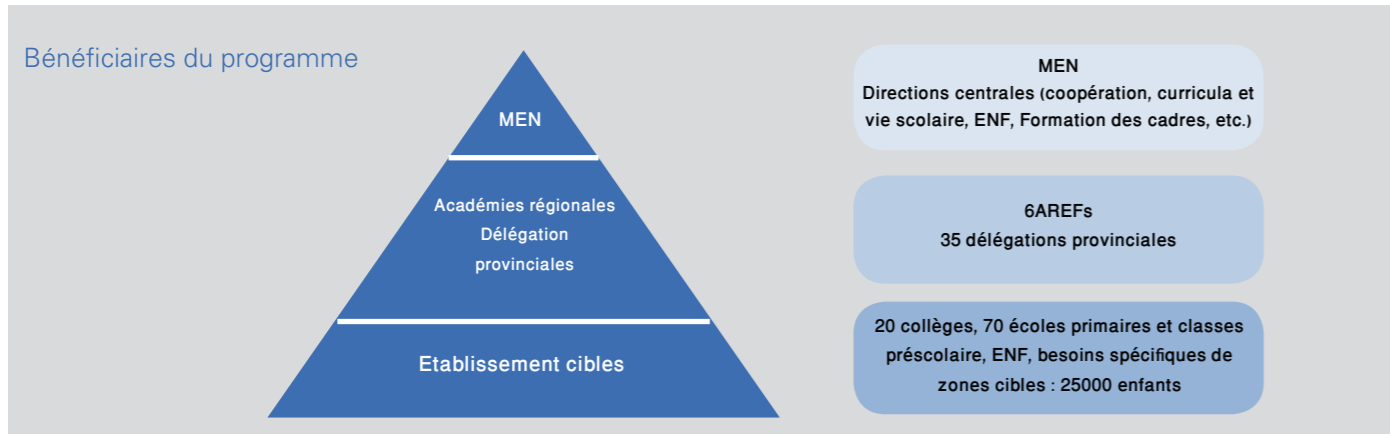 Bénéficiaires du programme
MEN
Académies régionales
Délégation
provinciales
Etablissement cibles
MEN
Directions centrales (coopération, curricula et
vie scolaire, ENF, Formation des cadres, etc.)
6AREFs
35 délégations provinciales
20 collèges, 70 écoles primaires et classes
préscolaire, ENF, besoins spécifiques de
zones cibles : 25000 enfants